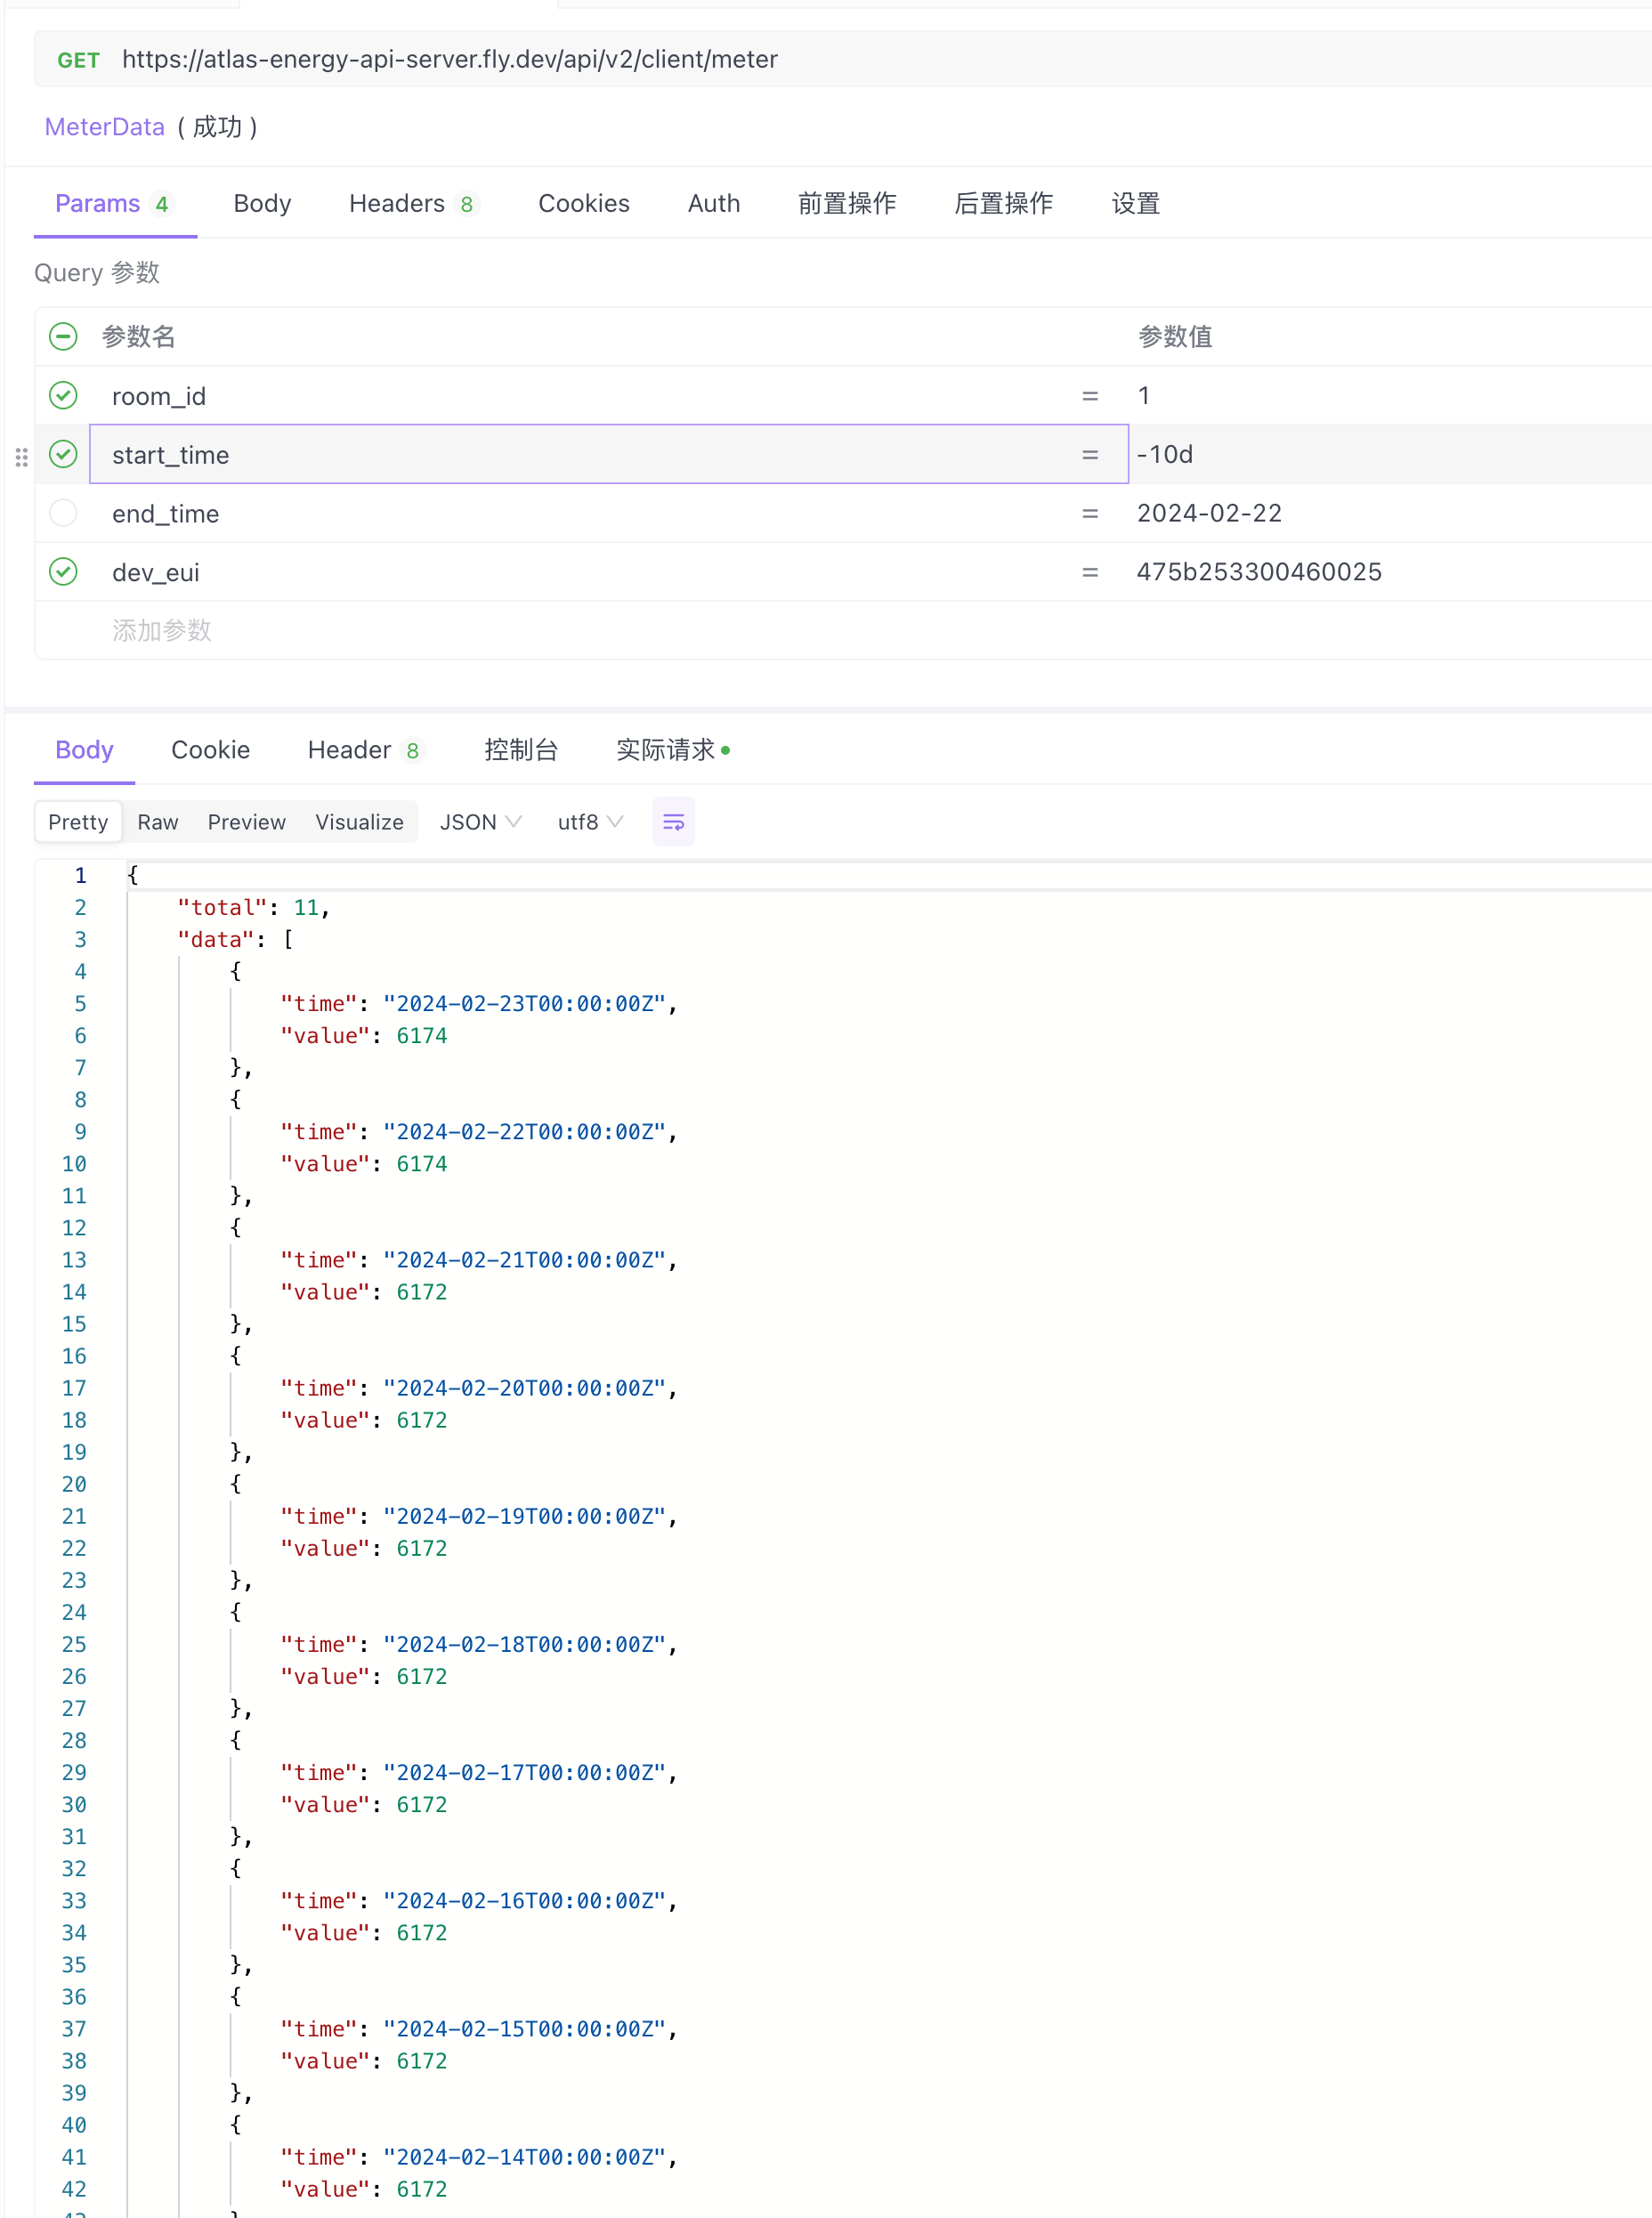 GET https://atlas-energy-api-server.fly.dev/api/v2/client/meter
MeterData ( 成功 )
Params 4 Body Headers 8 Cookies Auth 前置操作 后置操作 设置
Query 参数
参数名 参数值
room_id = 1
start_time = -10d
end_time = 2024-02-22
dev_eui = 475b253300460025
添加参数
Body Cookie Header 8 控制台 实际请求
Pretty Raw Preview Visualize JSON utf8
1 {
2 "total": 11,
3 "data": [
4 {
5 "time": "2024-02-23T00:00:00Z",
6 "value": 6174
7 },
8 {
9 "time": "2024-02-22T00:00:00Z",
10 "value": 6174
11 },
12 {
13 "time": "2024-02-21T00:00:00Z",
14 "value": 6172
15 },
16 {
17 "time": "2024-02-20T00:00:00Z",
18 "value": 6172
19 },
20 {
21 "time": "2024-02-19T00:00:00Z",
22 "value": 6172
23 },
24 {
25 "time": "2024-02-18T00:00:00Z",
26 "value": 6172
27 },
28 {
29 "time": "2024-02-17T00:00:00Z",
30 "value": 6172
31 },
32 {
33 "time": "2024-02-16T00:00:00Z",
34 "value": 6172
35 },
36 {
37 "time": "2024-02-15T00:00:00Z",
38 "value": 6172
39 },
40 {
41 "time": "2024-02-14T00:00:00Z",
42 "value": 6172